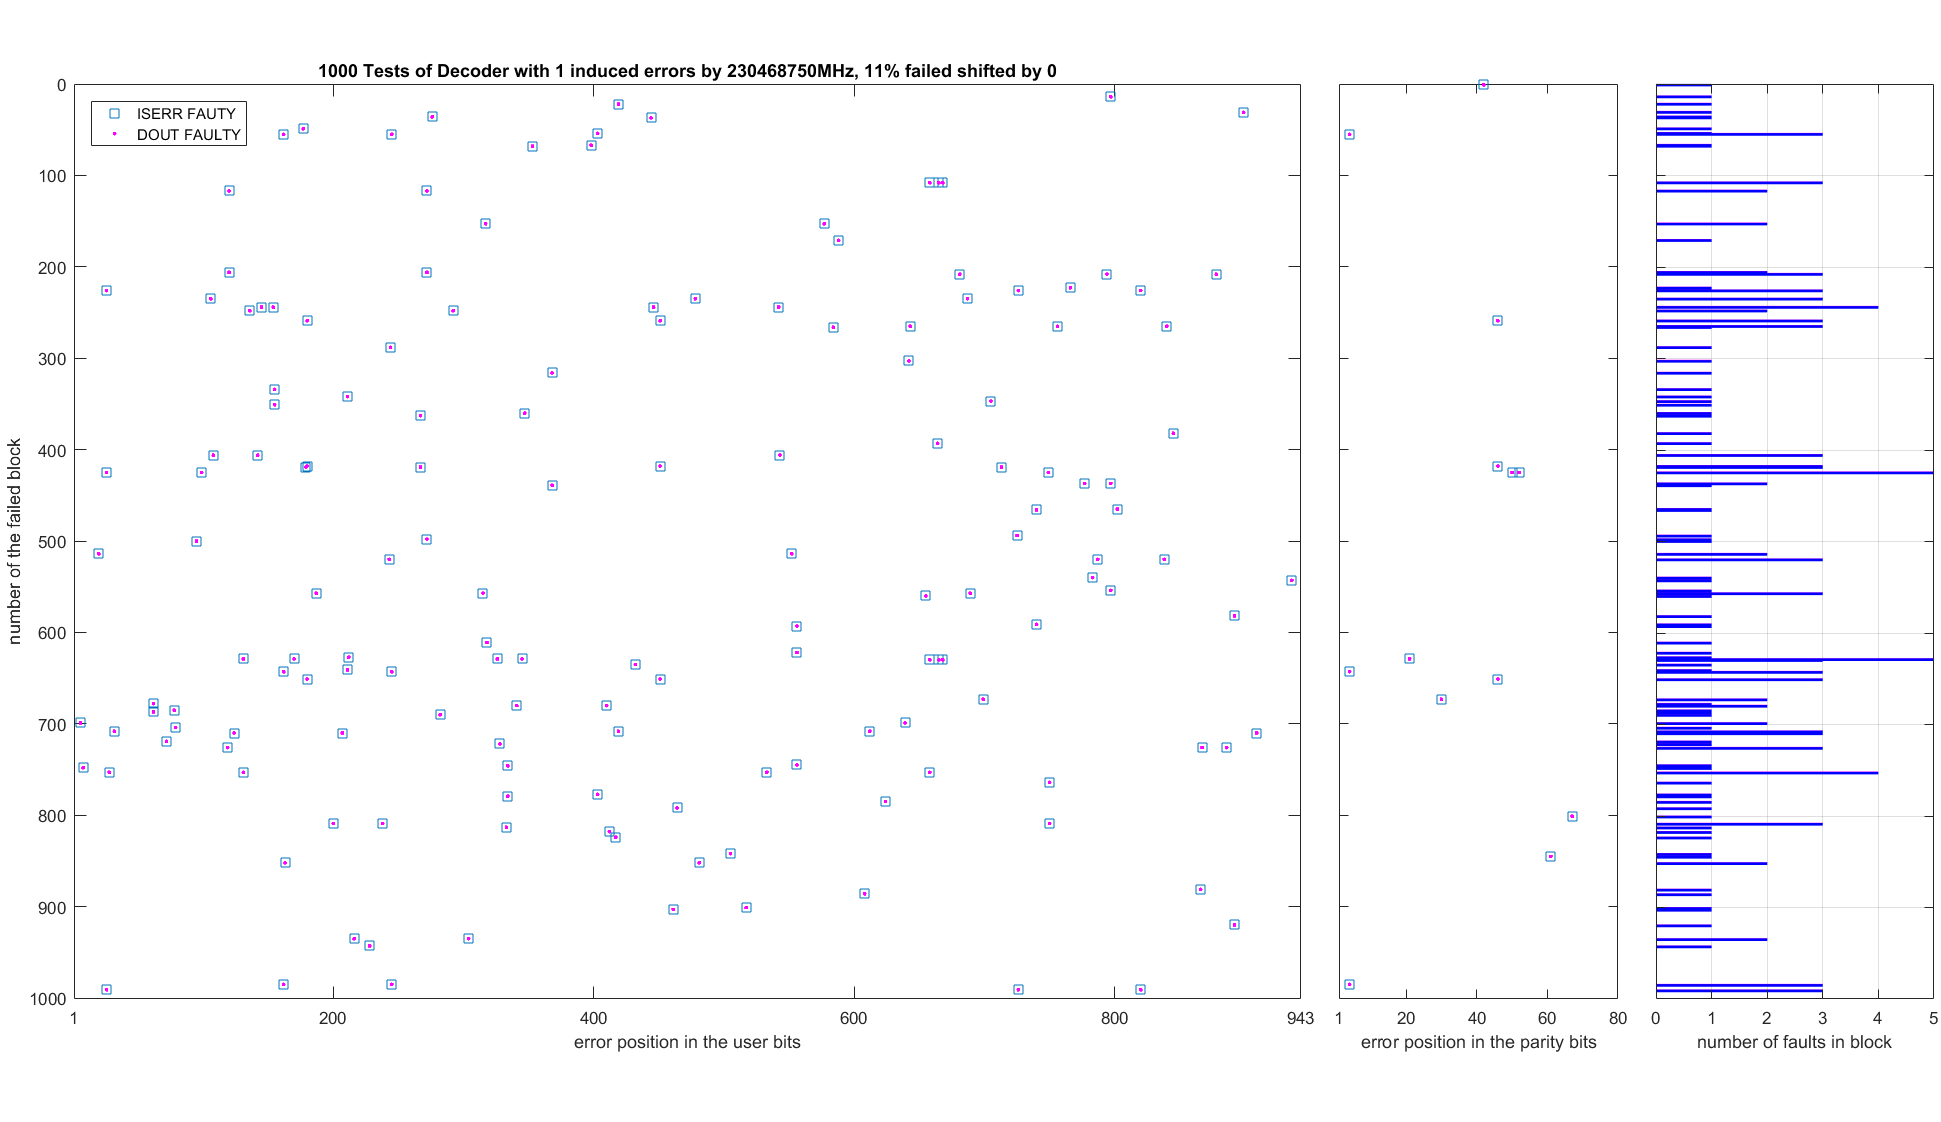 1000 Tests of Decoder with 1 induced errors by 230468750MHz, 11% failed shifted by 0
ISERR FAUTY
DOUT FAULTY
number of the failed block
0
100
200
300
400
500
600
700
800
900
1000
1 200 400 600 800 943
error position in the user bits
1 20 40 60 80
error position in the parity bits
0 1 2 3 4 5
number of faults in block